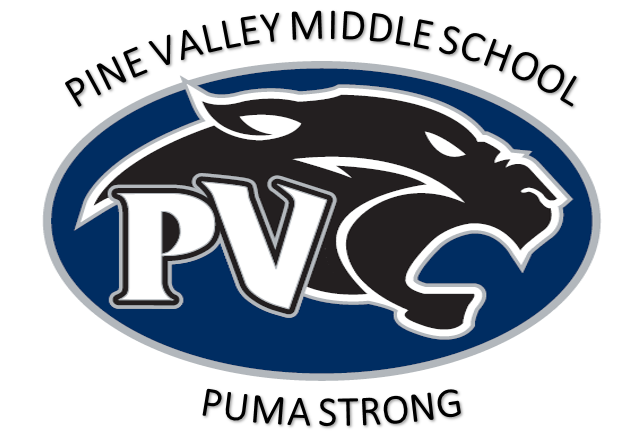 PINE VALLEY MIDDLE SCHOOL
PV
PUMA STRONG